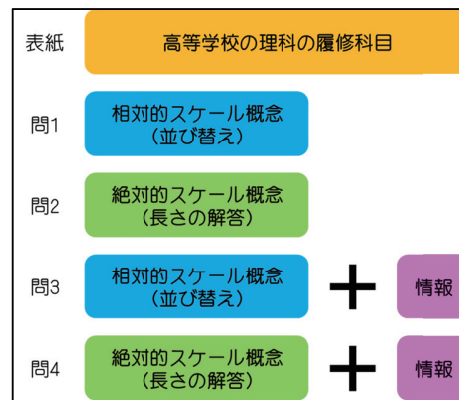 表紙
高等学校の理科の履修科目
問1
相対的スケール概念
(並び替え)
問2
絶対的スケール概念
(長さの解答)
問3
相対的スケール概念
(並び替え)
+
情報
問4
絶対的スケール概念
(長さの解答)
+
情報